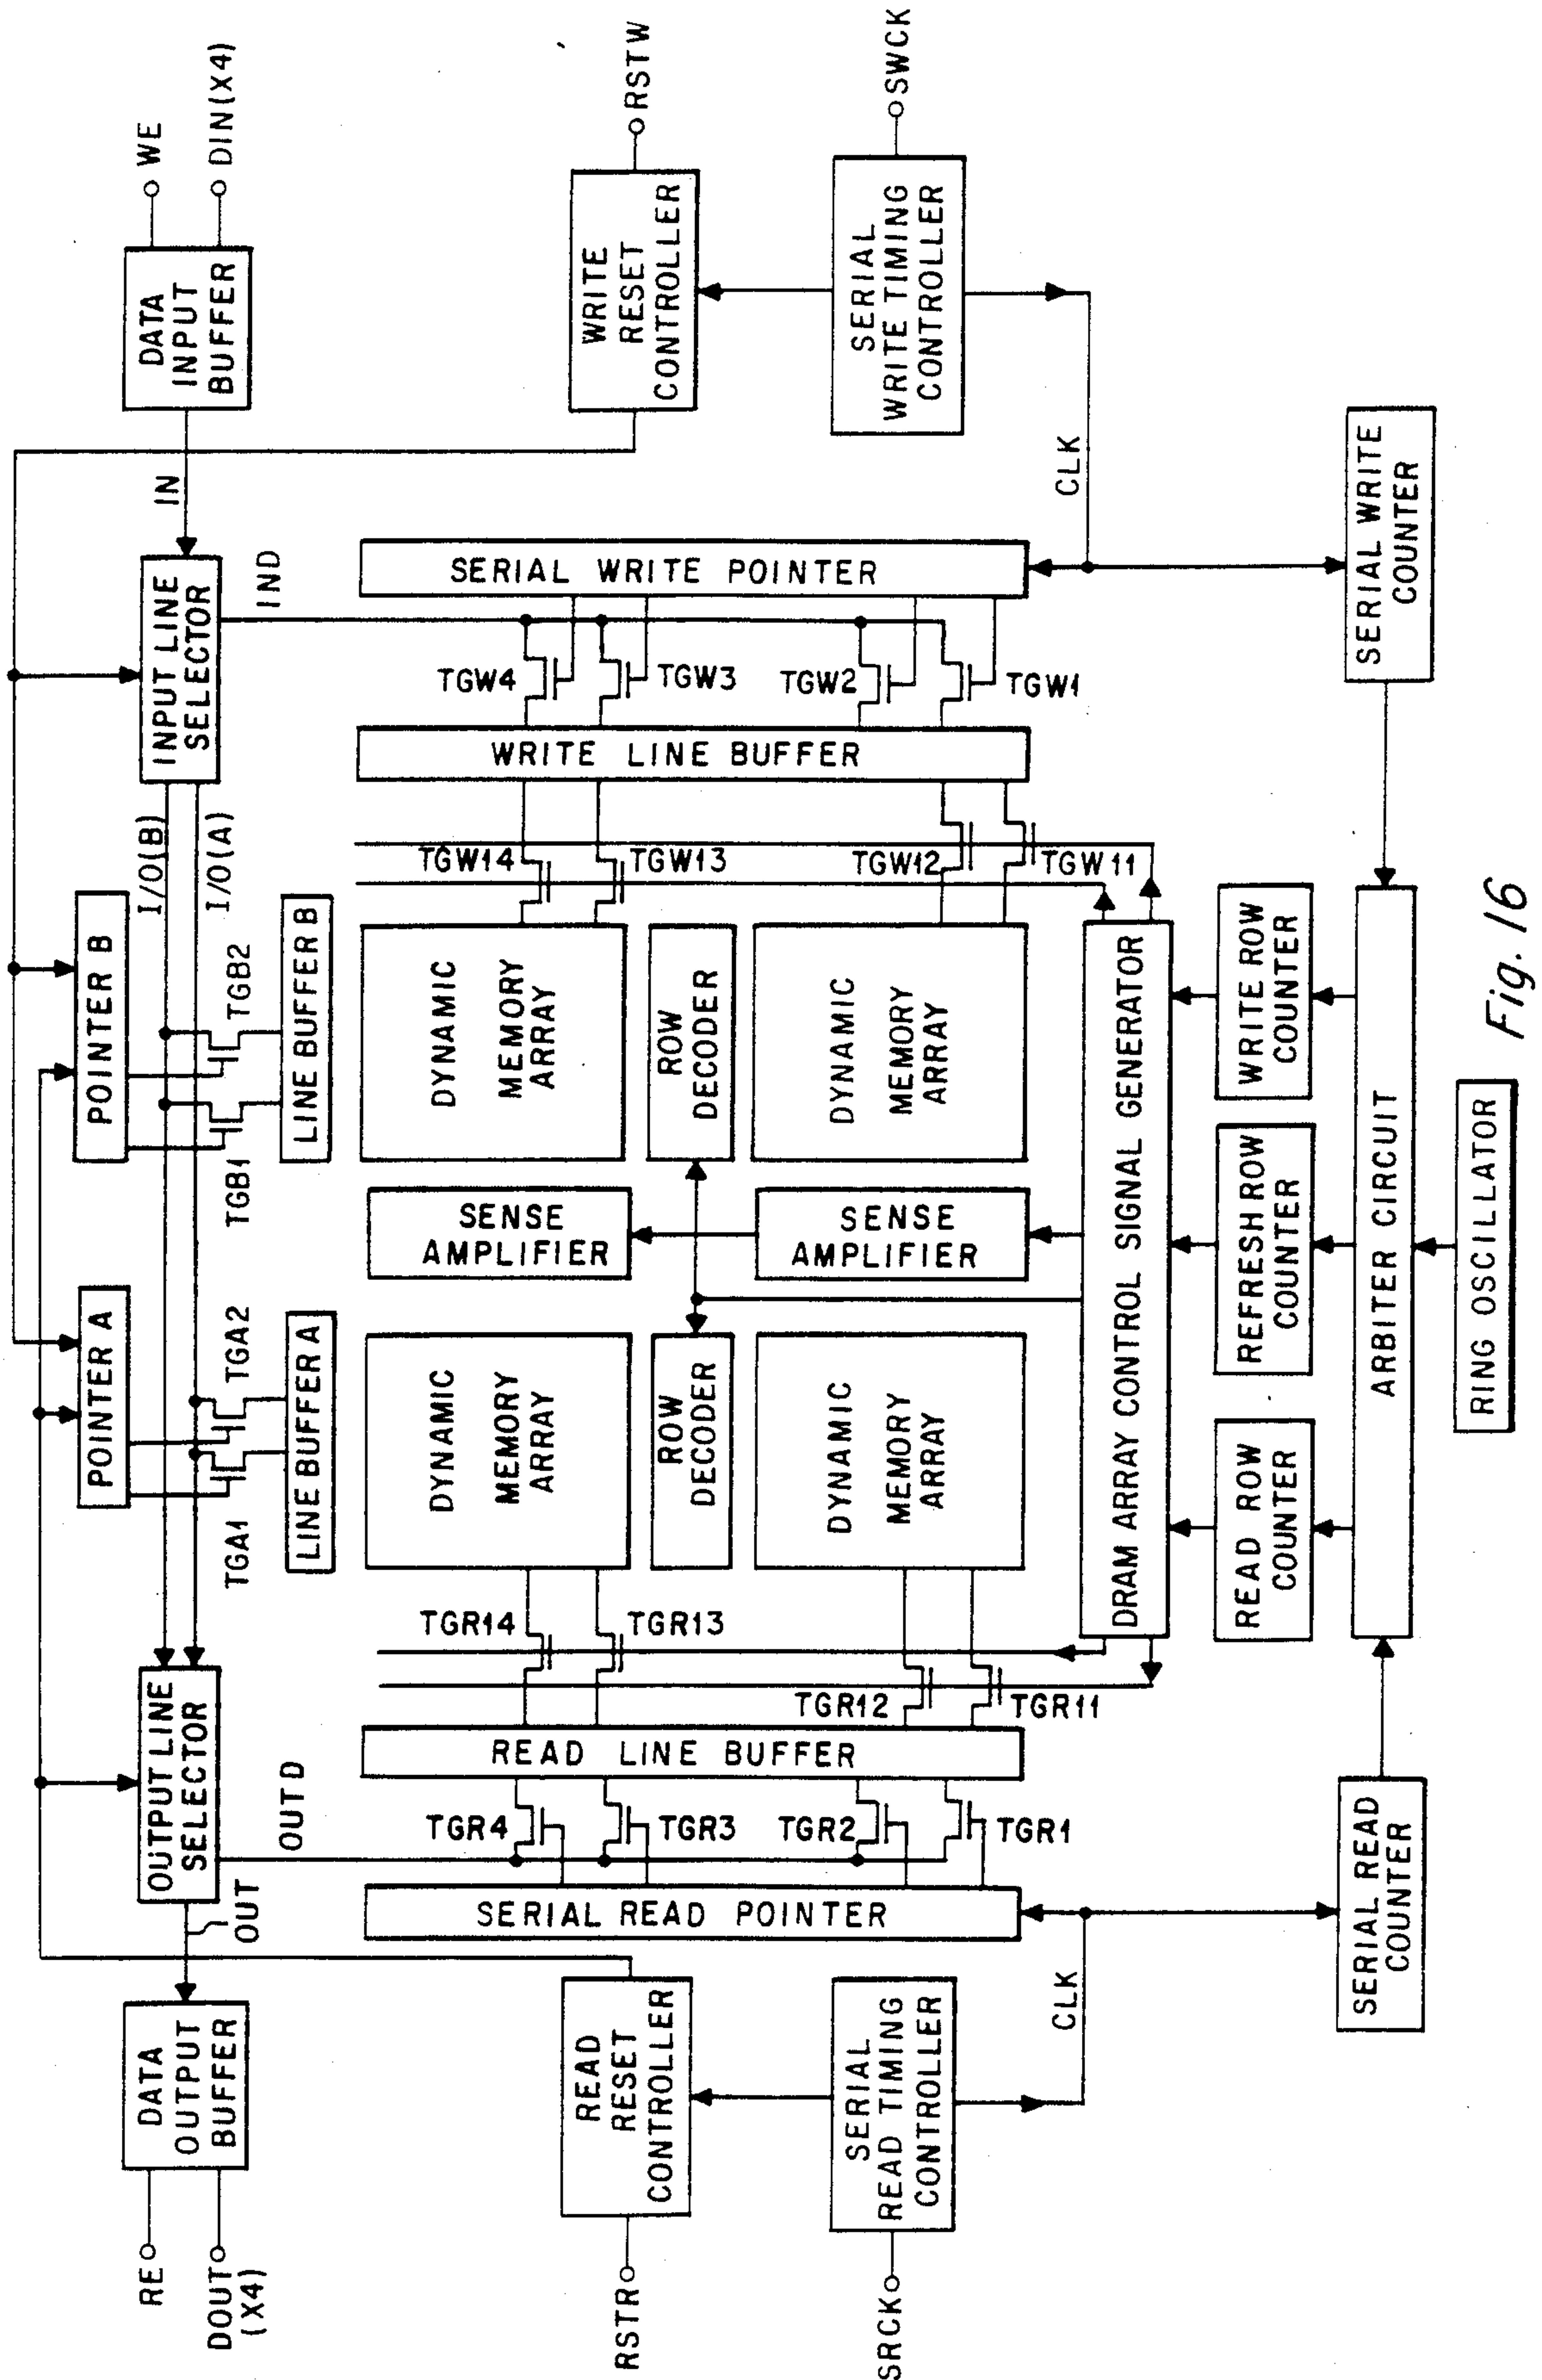 RE
DOUT
(X4)
DATA
OUTPUT
BUFFER
OUT
OUTPUT LINE
SELECTOR
OUTD
POINTER A
TGA1
TGA2
LINE BUFFER A
POINTER B
TGB1
TGB2
LINE BUFFER B
I/O(B)
I/O(A)
INPUT LINE
SELECTOR
IND
IN
DATA
INPUT
BUFFER
WE
DIN(X4)
RSTR
READ
RESET
CONTROLLER
SRCK
SERIAL
READ TIMING
CONTROLLER
CLK
SERIAL READ POINTER
TGR4
TGR3
TGR2
TGR1
READ LINE BUFFER
TGR14
TGR13
TGR12
TGR11
DYNAMIC
MEMORY
ARRAY
ROW
DECODER
DYNAMIC
MEMORY
ARRAY
SENSE
AMPLIFIER
SENSE
AMPLIFIER
DYNAMIC
MEMORY
ARRAY
ROW
DECODER
DYNAMIC
MEMORY
ARRAY
TGW14
TGW13
TGW12
TGW11
WRITE LINE BUFFER
TGW4
TGW3
TGW2
TGW1
SERIAL WRITE POINTER
WRITE
RESET
CONTROLLER
RSTW
SERIAL
WRITE TIMING
CONTROLLER
SWCK
CLK
DRAM ARRAY CONTROL SIGNAL GENERATOR
READ ROW
COUNTER
REFRESH ROW
COUNTER
WRITE ROW
COUNTER
SERIAL READ
COUNTER
ARBITER CIRCUIT
SERIAL WRITE
COUNTER
RING OSCILLATOR
Fig. 16